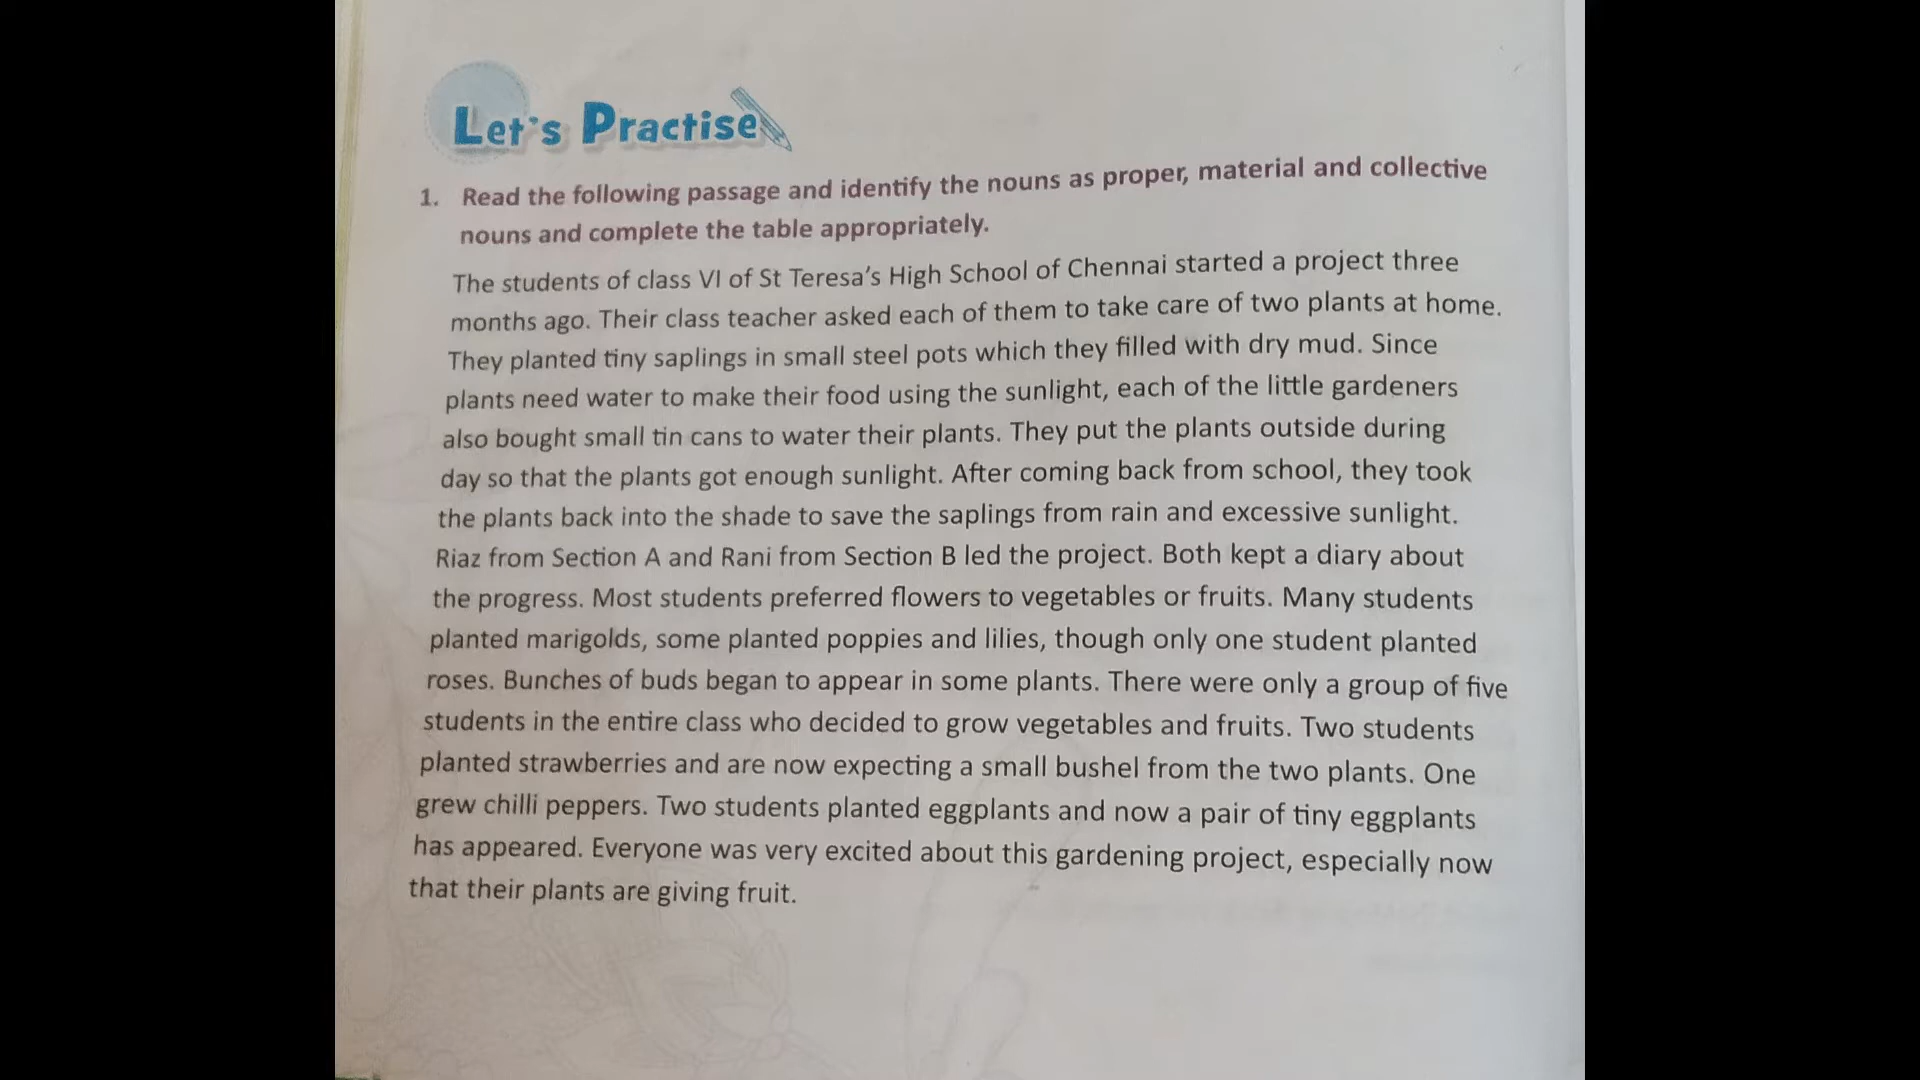 Let's Practise
1. Read the following passage and identify the nouns as proper, material and collective
nouns and complete the table appropriately.
The students of class VI of St Teresa's High School of Chennai started a project three
months ago. Their class teacher asked each of them to take care of two plants at home.
They planted tiny saplings in small steel pots which they filled with dry mud. Since
plants need water to make their food using the sunlight, each of the little gardeners
also bought small tin cans to water their plants. They put the plants outside during
day so that the plants got enough sunlight. After coming back from school, they took
the plants back into the shade to save the saplings from rain and excessive sunlight.
Riaz from Section A and Rani from Section B led the project. Both kept a diary about
the progress. Most students preferred flowers to vegetables or fruits. Many students
planted marigolds, some planted poppies and lilies, though only one student planted
roses. Bunches of buds began to appear in some plants. There were only a group of five
students in the entire class who decided to grow vegetables and fruits. Two students
planted strawberries and are now expecting a small bushel from the two plants. One
grew chilli peppers. Two students planted eggplants and now a pair of tiny eggplants
has appeared. Everyone was very excited about this gardening project, especially now
that their plants are giving fruit.